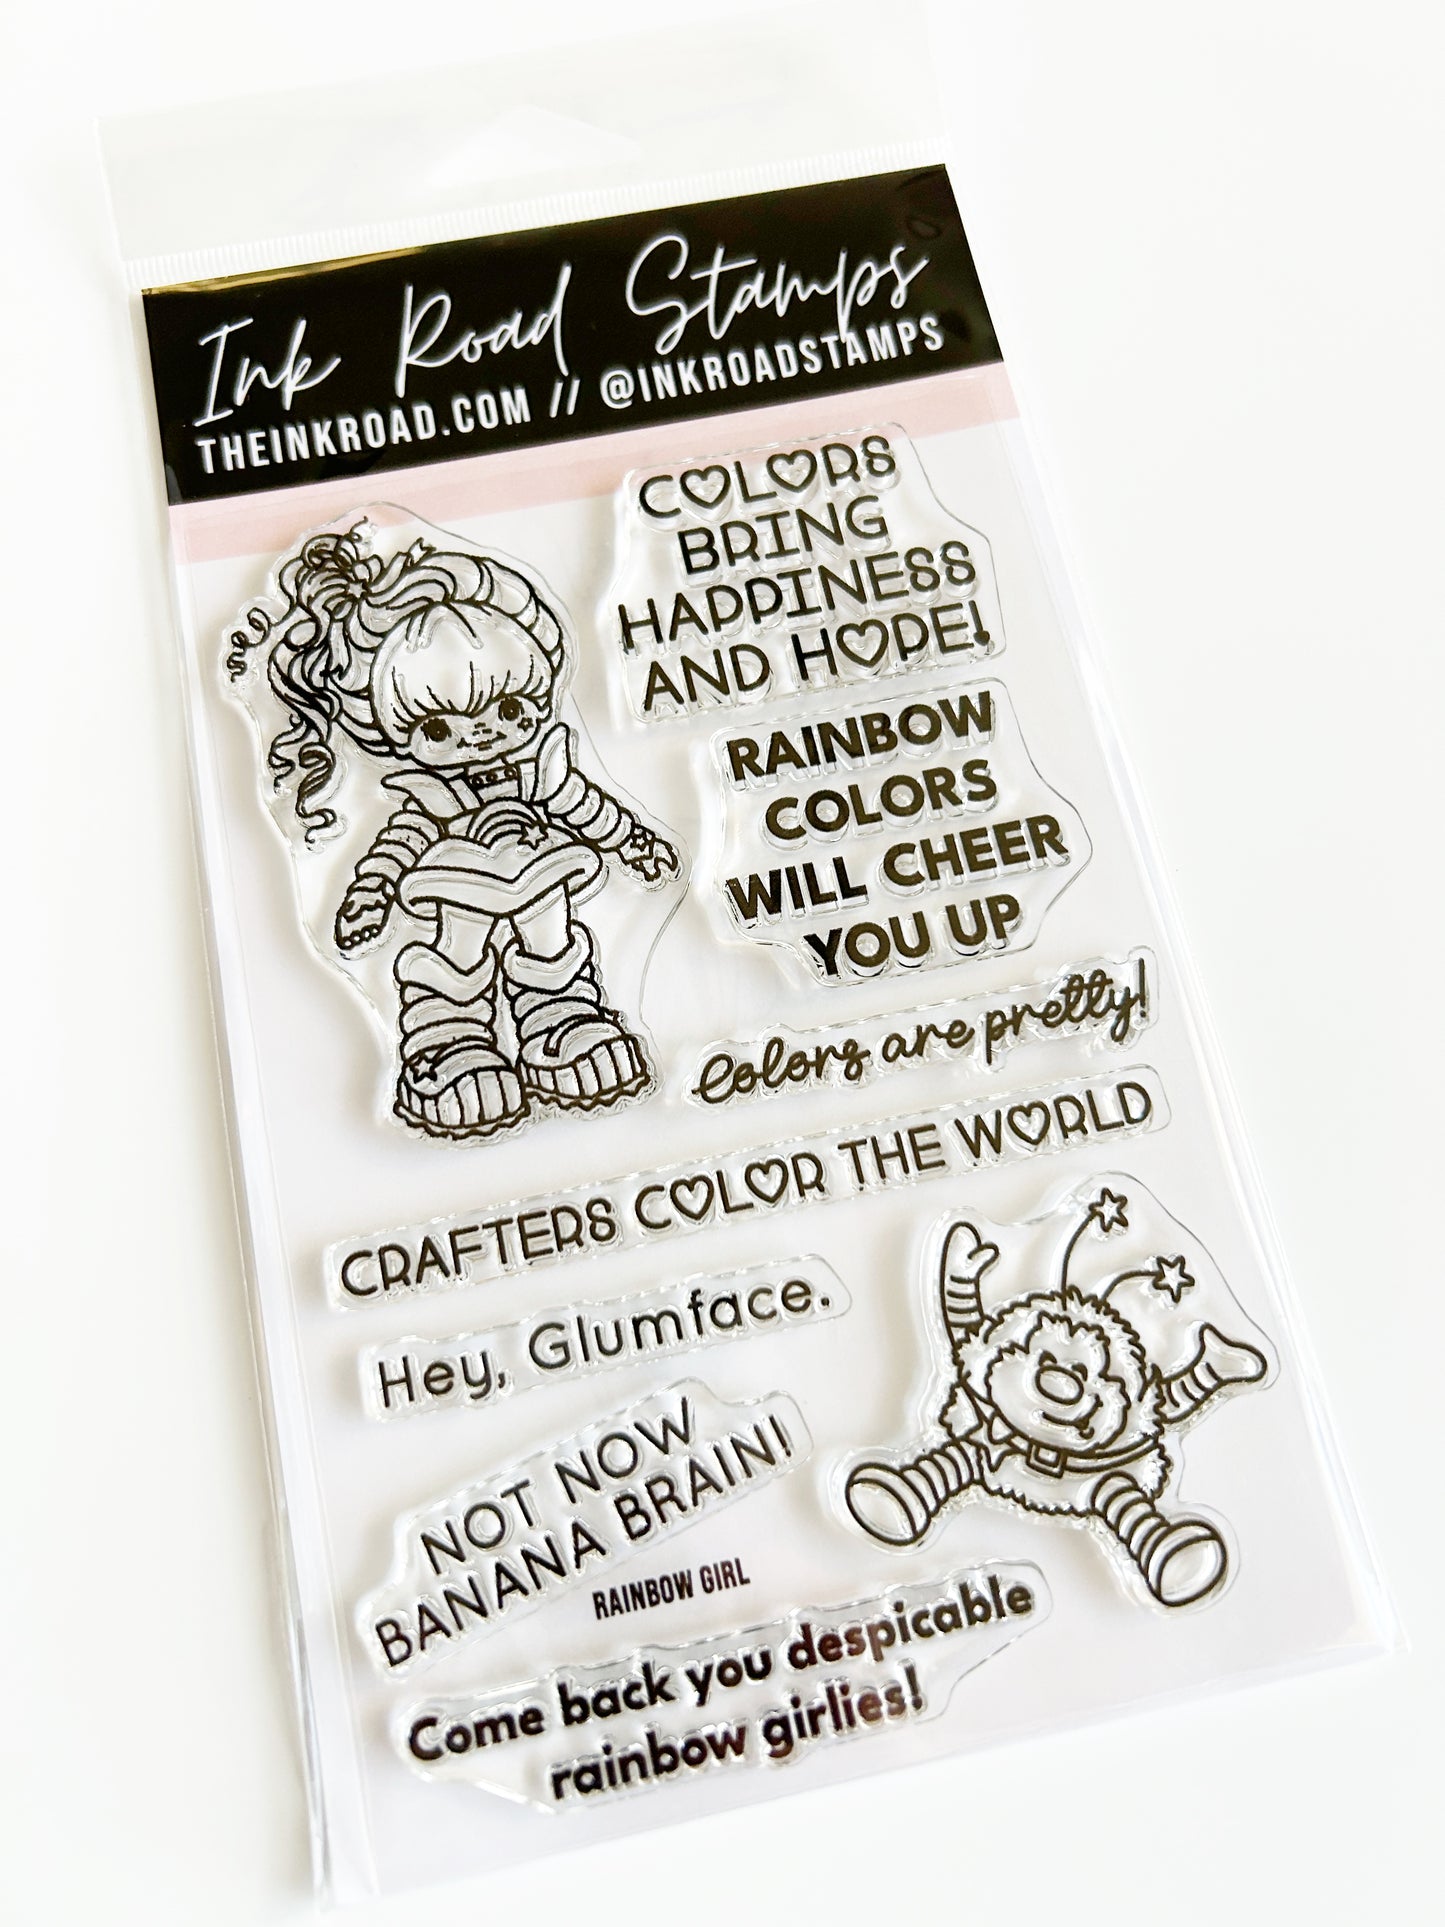 Ink Road Stamps
THEINKROAD.COM // @INKROADSTAMPS
COLORS
BRING
HAPPINESS
AND HOPE!
RAINBOW
COLORS
WILL CHEER
YOU UP
Colors are pretty!
CRAFTERS COLOR THE WORLD
Hey, Glumface.
NOT NOW
BANANA BRAIN!
RAINBOW GIRL
Come back you despicable
rainbow girlies!